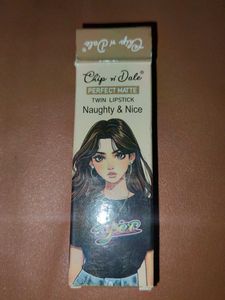 Chip n' Dale®
Chip n' Dale®
PERFECT MATTE
TWIN LIPSTICK
Naughty & Nice